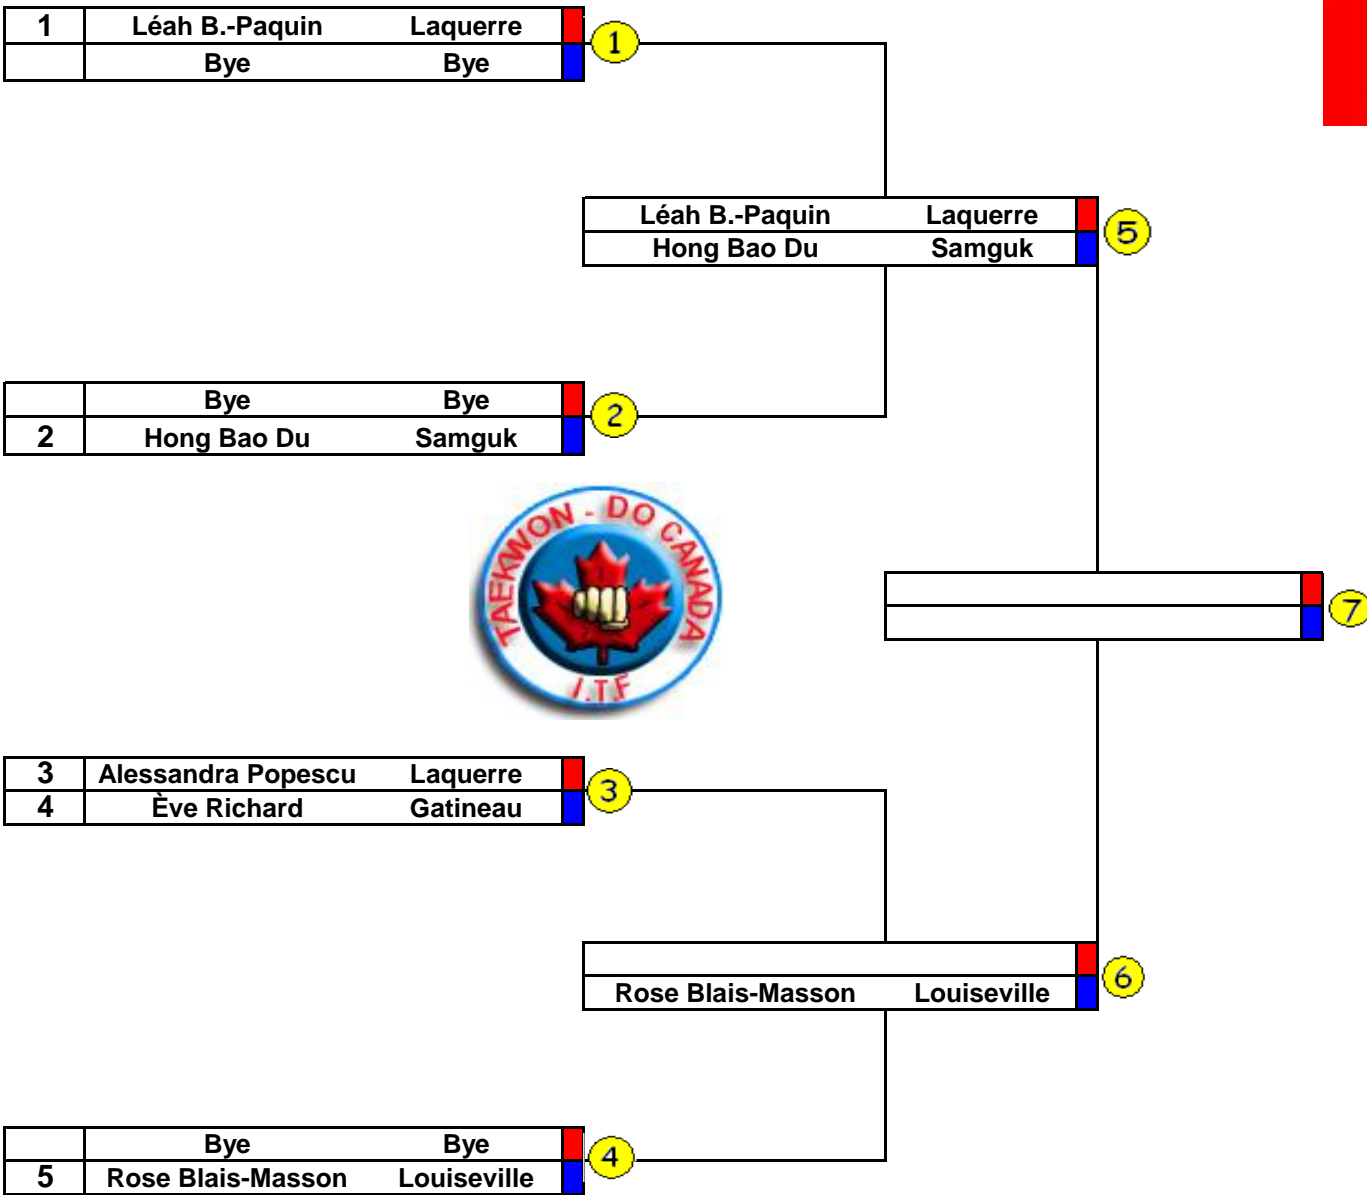 1 Léah B.-Paquin Laquerre
Bye Bye
1
Léah B.-Paquin Laquerre
Hong Bao Du Samguk
5
Bye Bye
2 Hong Bao Du Samguk
2
TAEKWON - DO CANADA
I.T.F
7
3 Alessandra Popescu Laquerre
4 Ève Richard Gatineau
3
Rose Blais-Masson Louiseville
6
Bye Bye
5 Rose Blais-Masson Louiseville
4